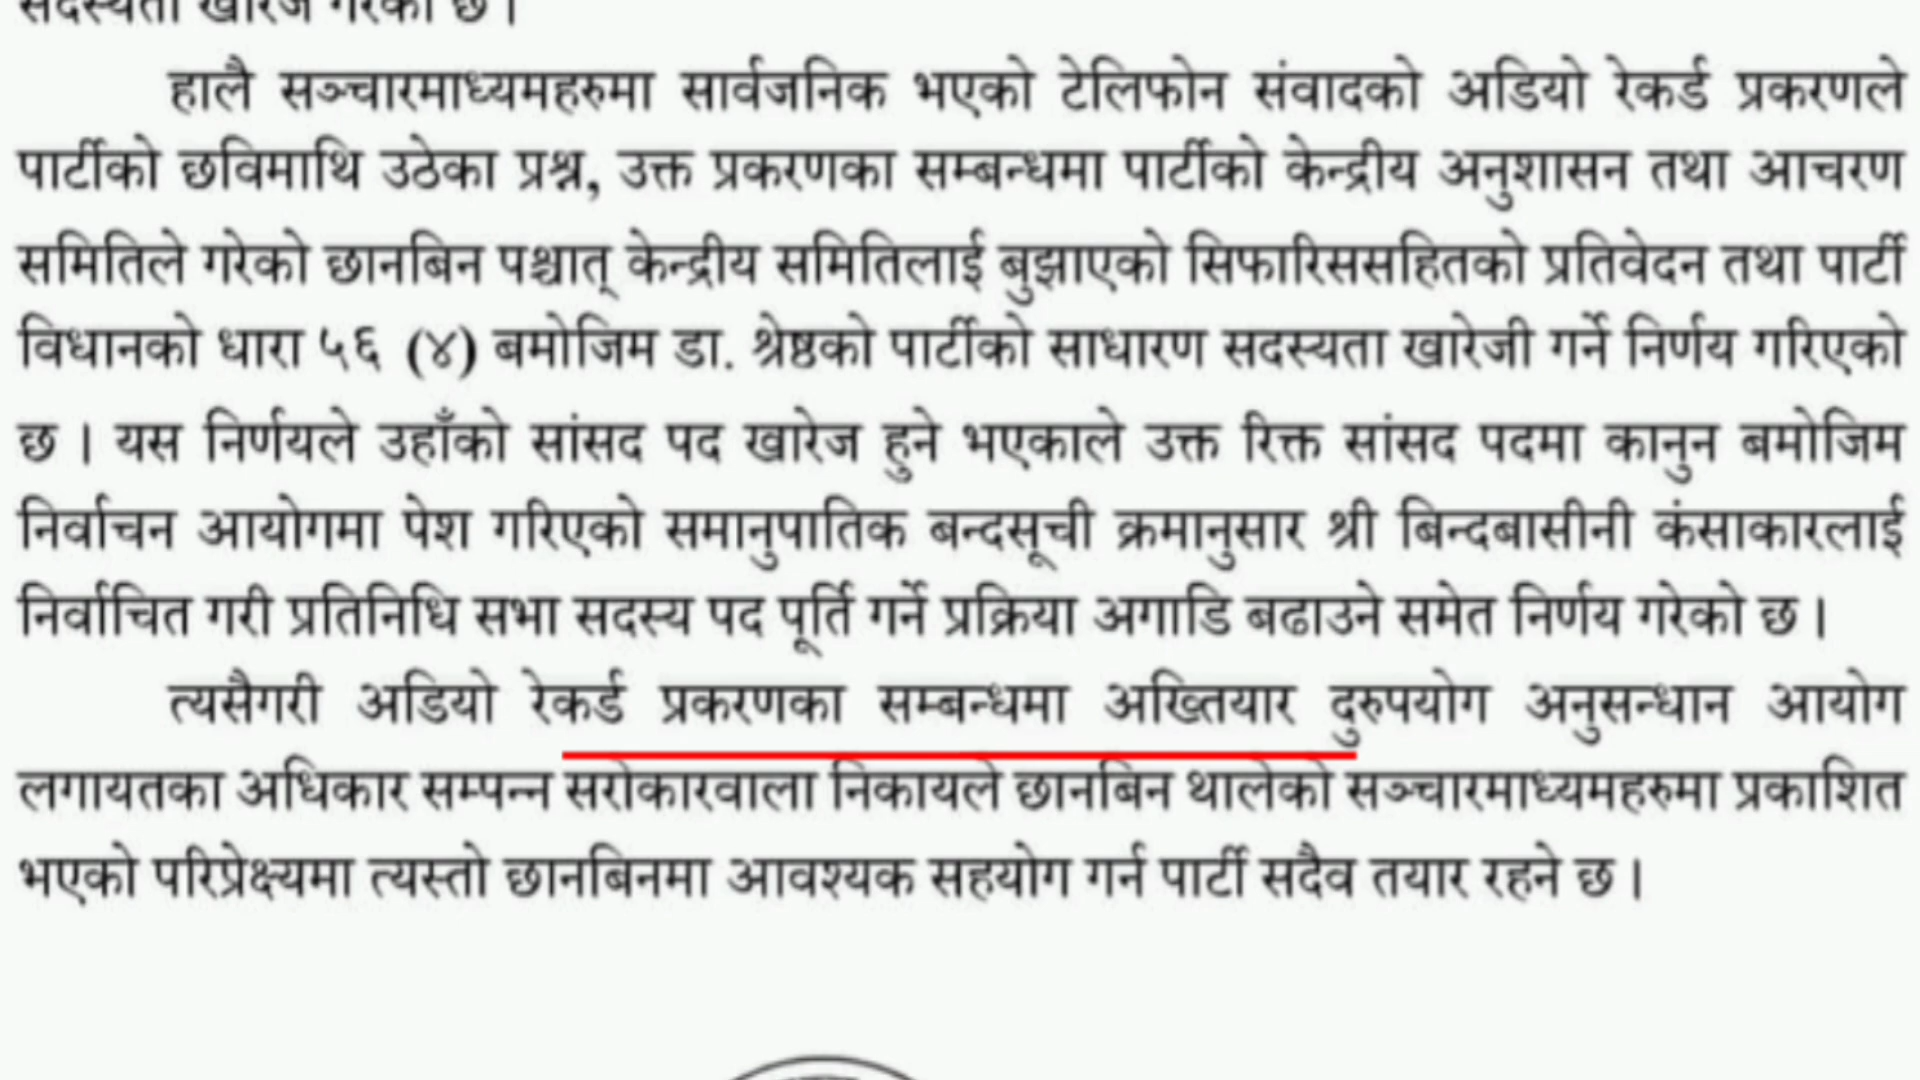 सदस्यता खारेज गरेको छ ।
हालै सञ्चारमाध्यमहरुमा सार्वजनिक भएको टेलिफोन संवादको अडियो रेकर्ड प्रकरणले
पार्टीको छविमाथि उठेका प्रश्न, उक्त प्रकरणका सम्बन्धमा पार्टीको केन्द्रीय अनुशासन तथा आचरण
समितिले गरेको छानबिन पश्चात् केन्द्रीय समितिलाई बुझाएको सिफारिससहितको प्रतिवेदन तथा पार्टी
विधानको धारा ५६ (४) बमोजिम डा. श्रेष्ठको पार्टीको साधारण सदस्यता खारेजी गर्ने निर्णय गरिएको
छ । यस निर्णयले उहाँको सांसद पद खारेज हुने भएकाले उक्त रिक्त सांसद पदमा कानुन बमोजिम
निर्वाचन आयोगमा पेश गरिएको समानुपातिक बन्दसूची क्रमानुसार श्री बिन्दबासीनी कंसाकारलाई
निर्वाचित गरी प्रतिनिधि सभा सदस्य पद पूर्ति गर्ने प्रक्रिया अगाडि बढाउने समेत निर्णय गरेको छ ।
त्यसैगरी अडियो रेकर्ड प्रकरणका सम्बन्धमा अख्तियार दुरुपयोग अनुसन्धान आयोग
लगायतका अधिकार सम्पन्न सरोकारवाला निकायले छानबिन थालेको सञ्चारमाध्यमहरुमा प्रकाशित
भएको परिप्रेक्ष्यमा त्यस्तो छानबिनमा आवश्यक सहयोग गर्न पार्टी सदैव तयार रहने छ ।